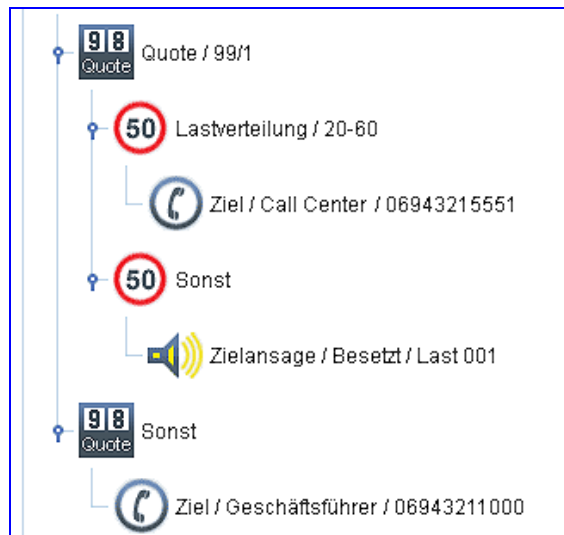 98 Quote Quote / 99/1
50 Lastverteilung / 20-60
Ziel / Call Center / 06943215551
50 Sonst
Zielansage / Besetzt / Last 001
98 Quote Sonst
Ziel / Geschäftsführer / 06943211000